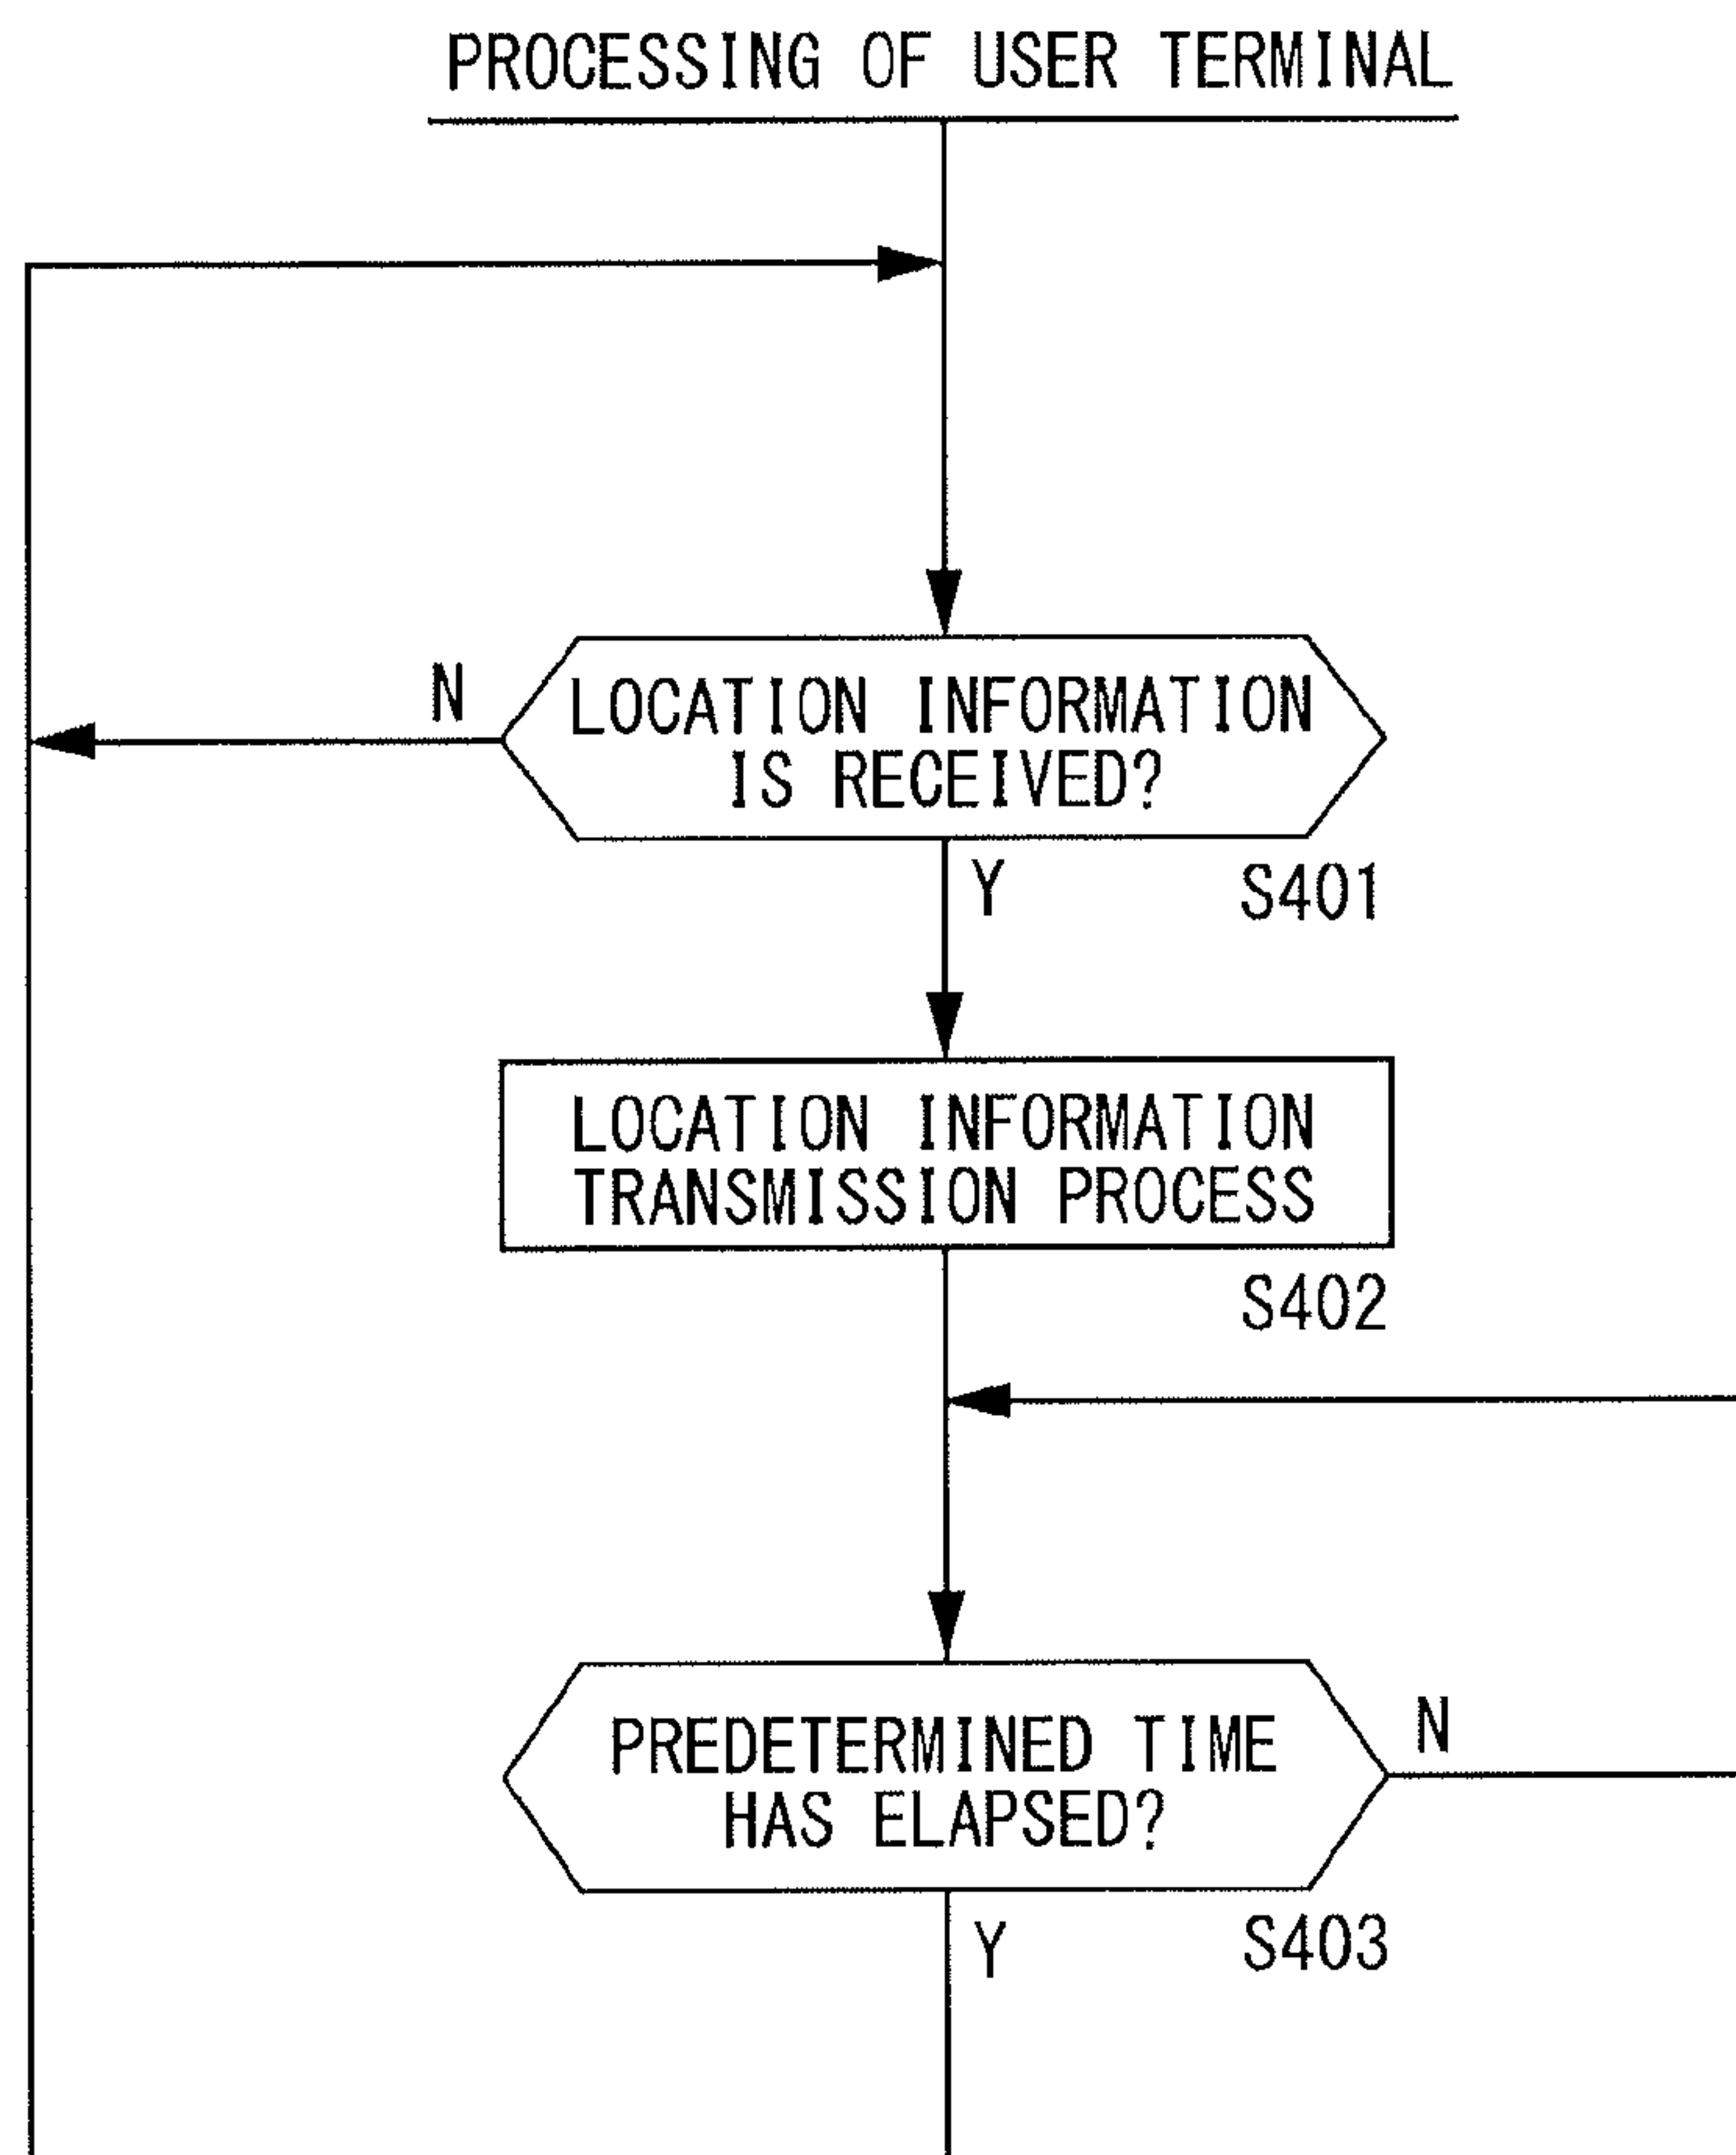 PROCESSING OF USER TERMINAL
N
LOCATION INFORMATION
IS RECEIVED?
Y
S401
LOCATION INFORMATION
TRANSMISSION PROCESS
S402
PREDETERMINED TIME
HAS ELAPSED?
N
Y
S403